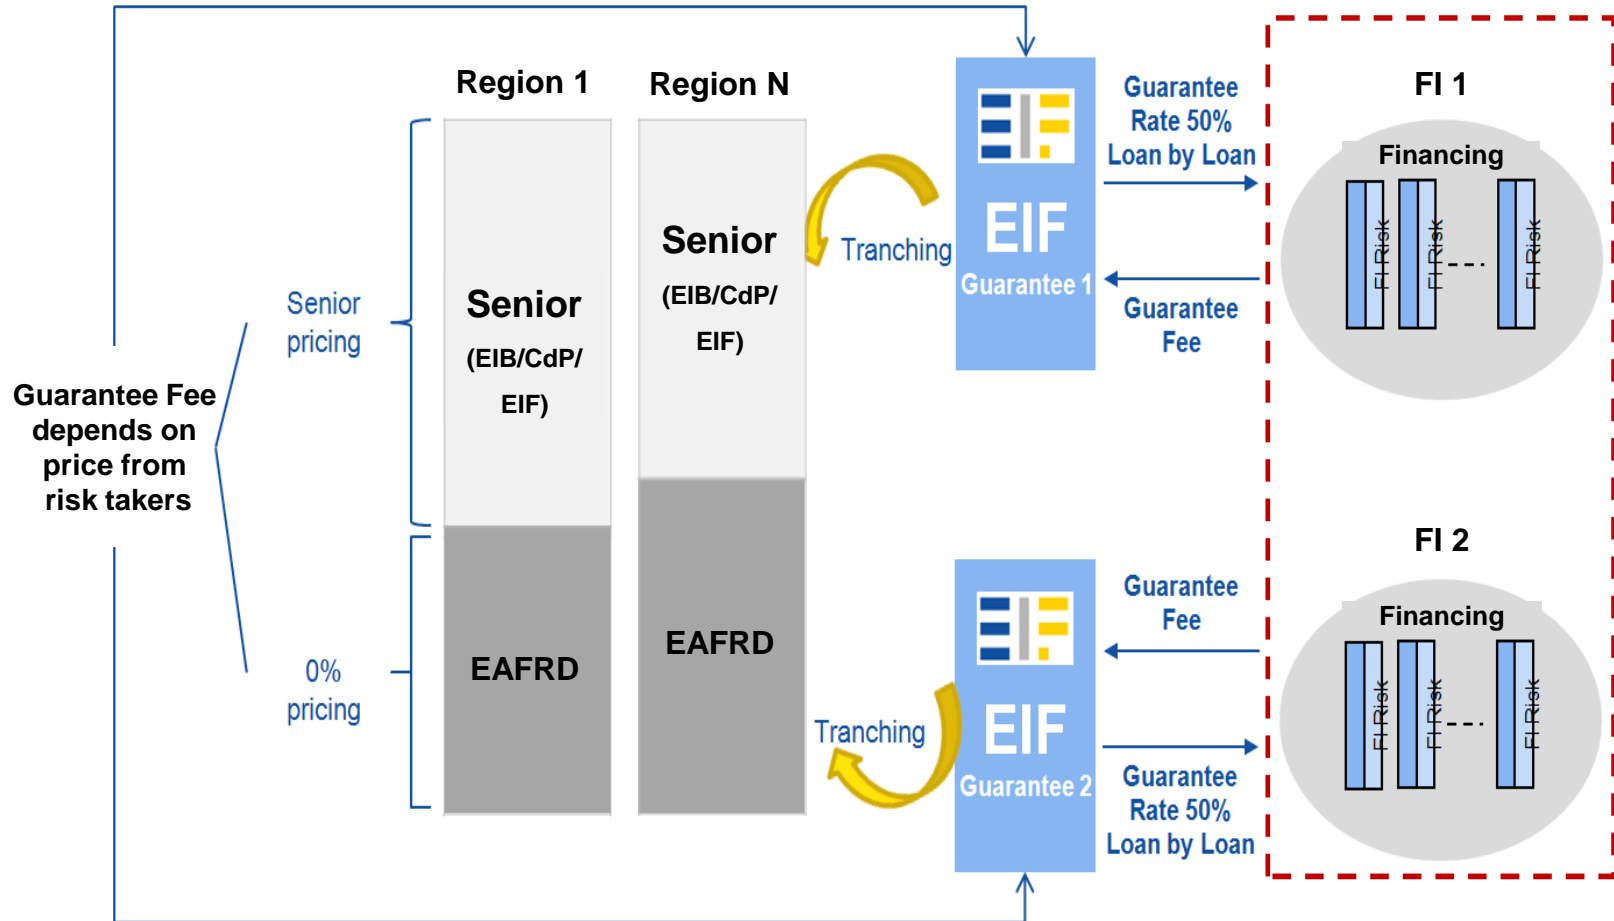 Region 1
Region N
Guarantee
Rate 50%
Loan by Loan
FI 1
Financing
FI Risk
FI Risk
FI Risk
Senior
(EIB/CdP/
EIF)
Senior
(EIB/CdP/
EIF)
Tranching
EIF
Guarantee 1
Guarantee
Fee
Senior
pricing
Guarantee Fee
depends on
price from
risk takers
0%
pricing
EAFRD
EAFRD
Tranching
EIF
Guarantee 2
Guarantee
Fee
Guarantee
Rate 50%
Loan by Loan
FI 2
Financing
FI Risk
FI Risk
FI Risk